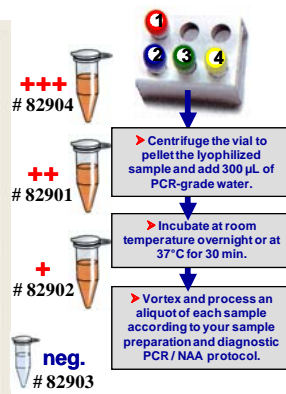 1
2
3
4
+++
# 82904
++
# 82901
+
# 82902
neg.
# 82903
➤ Centrifuge the vial to
pellet the lyophilized
sample and add 300 µL of
PCR-grade water.
➤ Incubate at room
temperature overnight or at
37°C for 30 min.
➤ Vortex and process an
aliquot of each sample
according to your sample
preparation and diagnostic
PCR / NAA protocol.